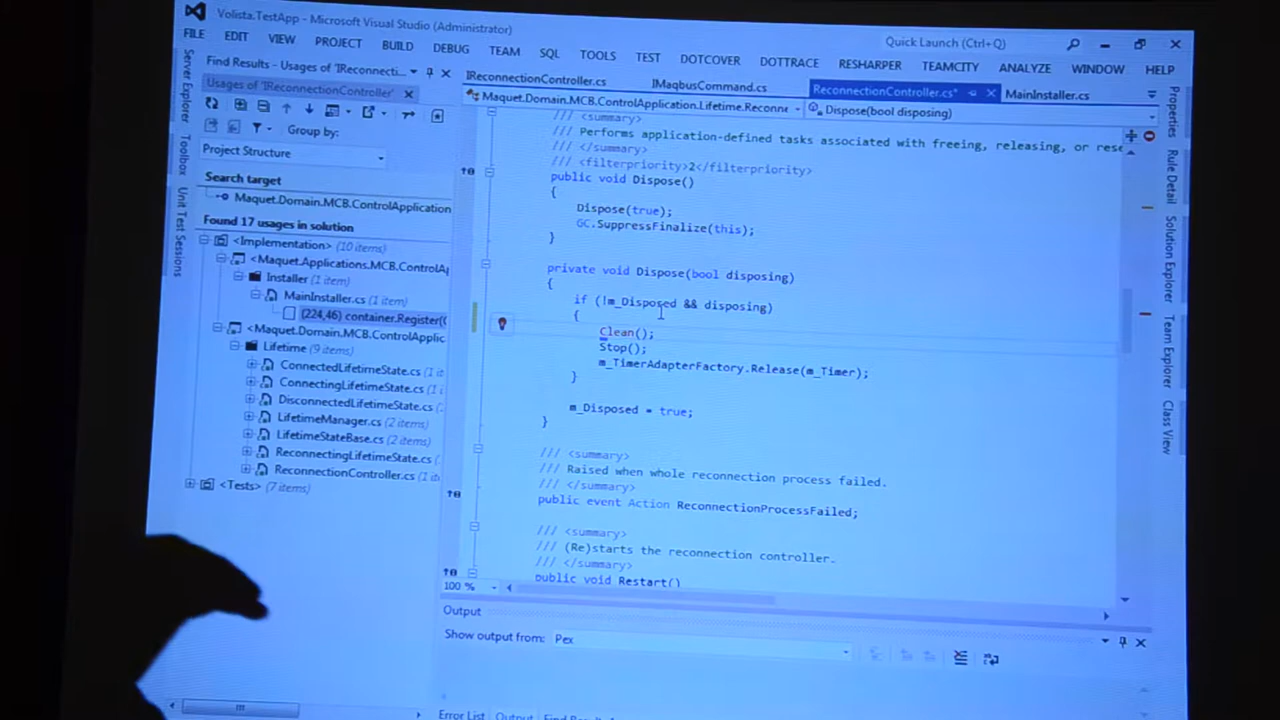 Volista.TestApp - Microsoft Visual Studio (Administrator)
Quick Launch (Ctrl+Q)
FILE EDIT VIEW PROJECT BUILD DEBUG TEAM SQL TOOLS TEST DOTCOVER DOTTRACE RESHARPER TEAMCITY ANALYZE WINDOW HELP
Server Explorer
Toolbox
Unit Test Sessions
Find Results - Usages of 'IReconnecti...
Usages of 'IReconnectionController'
Group by:
Project Structure
Search target
Maquet.Domain.MCB.ControlApplication
Found 17 usages in solution
<Implementation> (10 items)
<Maquet.Applications.MCB.ControlA
Installer (1 item)
MainInstaller.cs (1 item)
(224,46) container.Register(
<Maquet.Domain.MCB.ControlApplic
Lifetime (9 items)
ConnectedLifetimeState.cs (1 it
ConnectingLifetimeState.cs (1 i
DisconnectedLifetimeState.cs (
LifetimeManager.cs (2 items)
LifetimeStateBase.cs (2 items)
ReconnectingLifetimeState.cs (
ReconnectionController.cs (1 it
<Tests> (7 items)
IReconnectionController.cs
IMaqbusCommand.cs
ReconnectionController.cs*
MainInstaller.cs
Maquet.Domain.MCB.ControlApplication.Lifetime.Reconne
Dispose(bool disposing)
/// <summary>
/// Performs application-defined tasks associated with freeing, releasing, or rese
/// </summary>
/// <filterpriority>2</filterpriority>
public void Dispose()
{
Dispose(true);
GC.SuppressFinalize(this);
}
private void Dispose(bool disposing)
{
if (!m_Disposed && disposing)
{
Clean();
Stop();
m_TimerAdapterFactory.Release(m_Timer);
}
m_Disposed = true;
}
/// <summary>
/// Raised when whole reconnection process failed.
/// </summary>
public event Action ReconnectionProcessFailed;
/// <summary>
/// (Re)starts the reconnection controller.
/// </summary>
public void Restart()
100 %
Output
Show output from: Pex
Error List Output
Properties
Rule Detail
Solution Explorer
Team Explorer
Class View